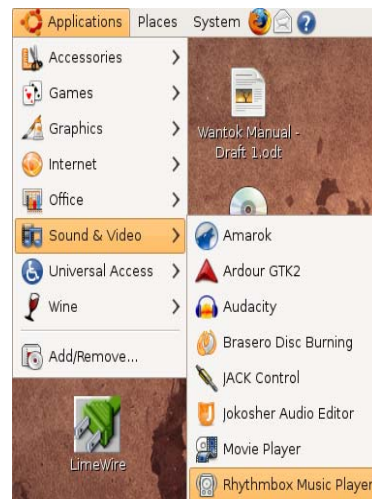 Applications Places System
Accessories
Games
Graphics
Internet
Office
Sound & Video
Universal Access
Wine
Add/Remove...
Wantok Manual -
Draft 1.odt
Amarok
Ardour GTK2
Audacity
Brasero Disc Burning
JACK Control
Jokosher Audio Editor
Movie Player
Rhythmbox Music Player
LimeWire